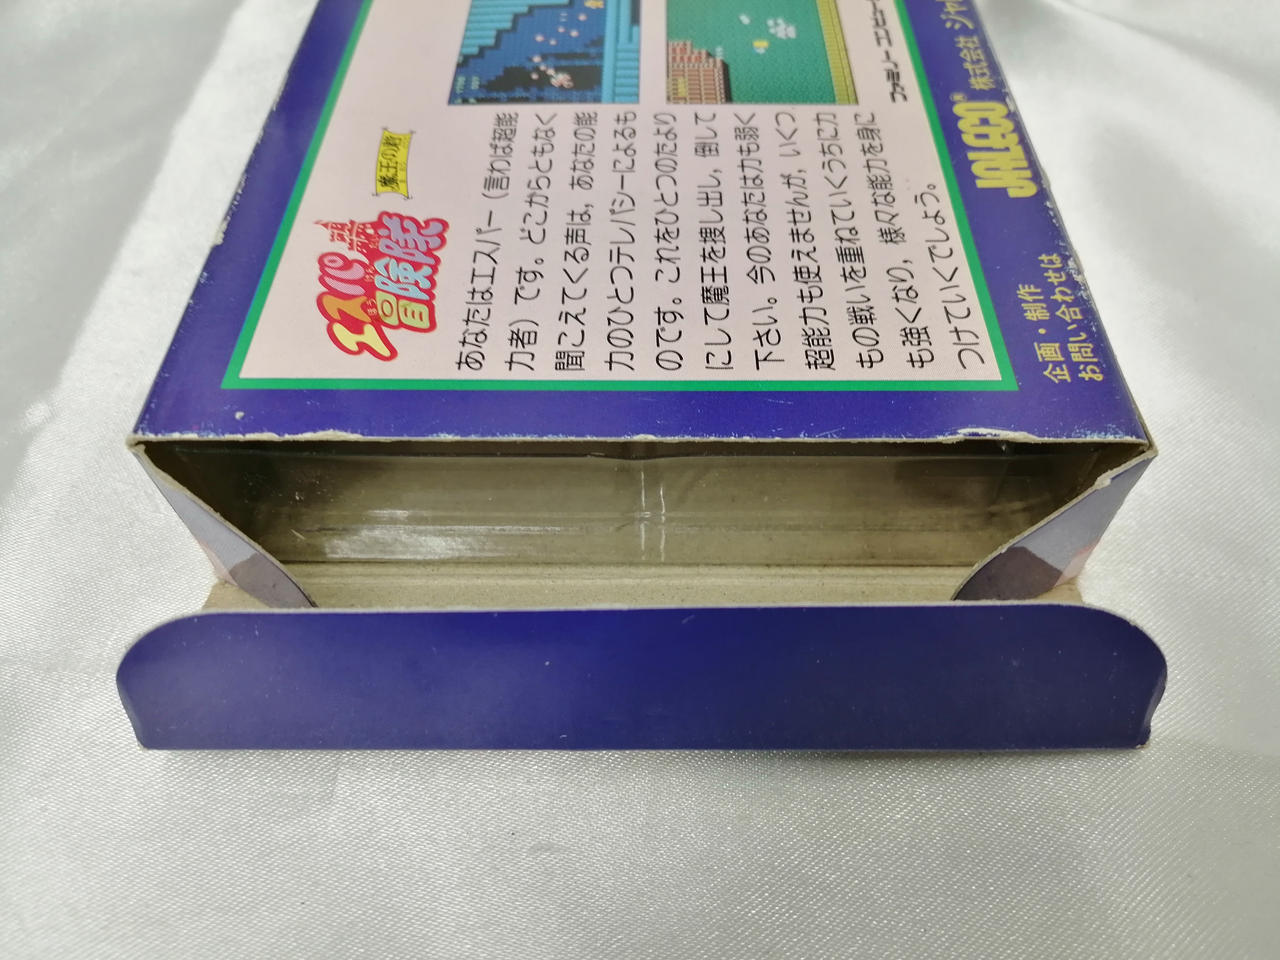 エスパ
冒険隊
ぼうけんたい
魔王の砦
あなたはエスパー（言わば超能
力者）です。どこからともなく
聞こえてくる声は，あなたの能
力のひとつテレパシーによるも
のです。これをひとつのたより
にして魔王を捜し出し，倒して
下さい。今のあなたは力も弱く
超能力も使えませんが，いくつ
もの戦いを重ねていくうちに力
も強くなり，様々な能力を身に
つけていくでしょう。
ファミリーコンピュー
企画・制作
お問い合わせは
JALECO® 株式会社 ジャ